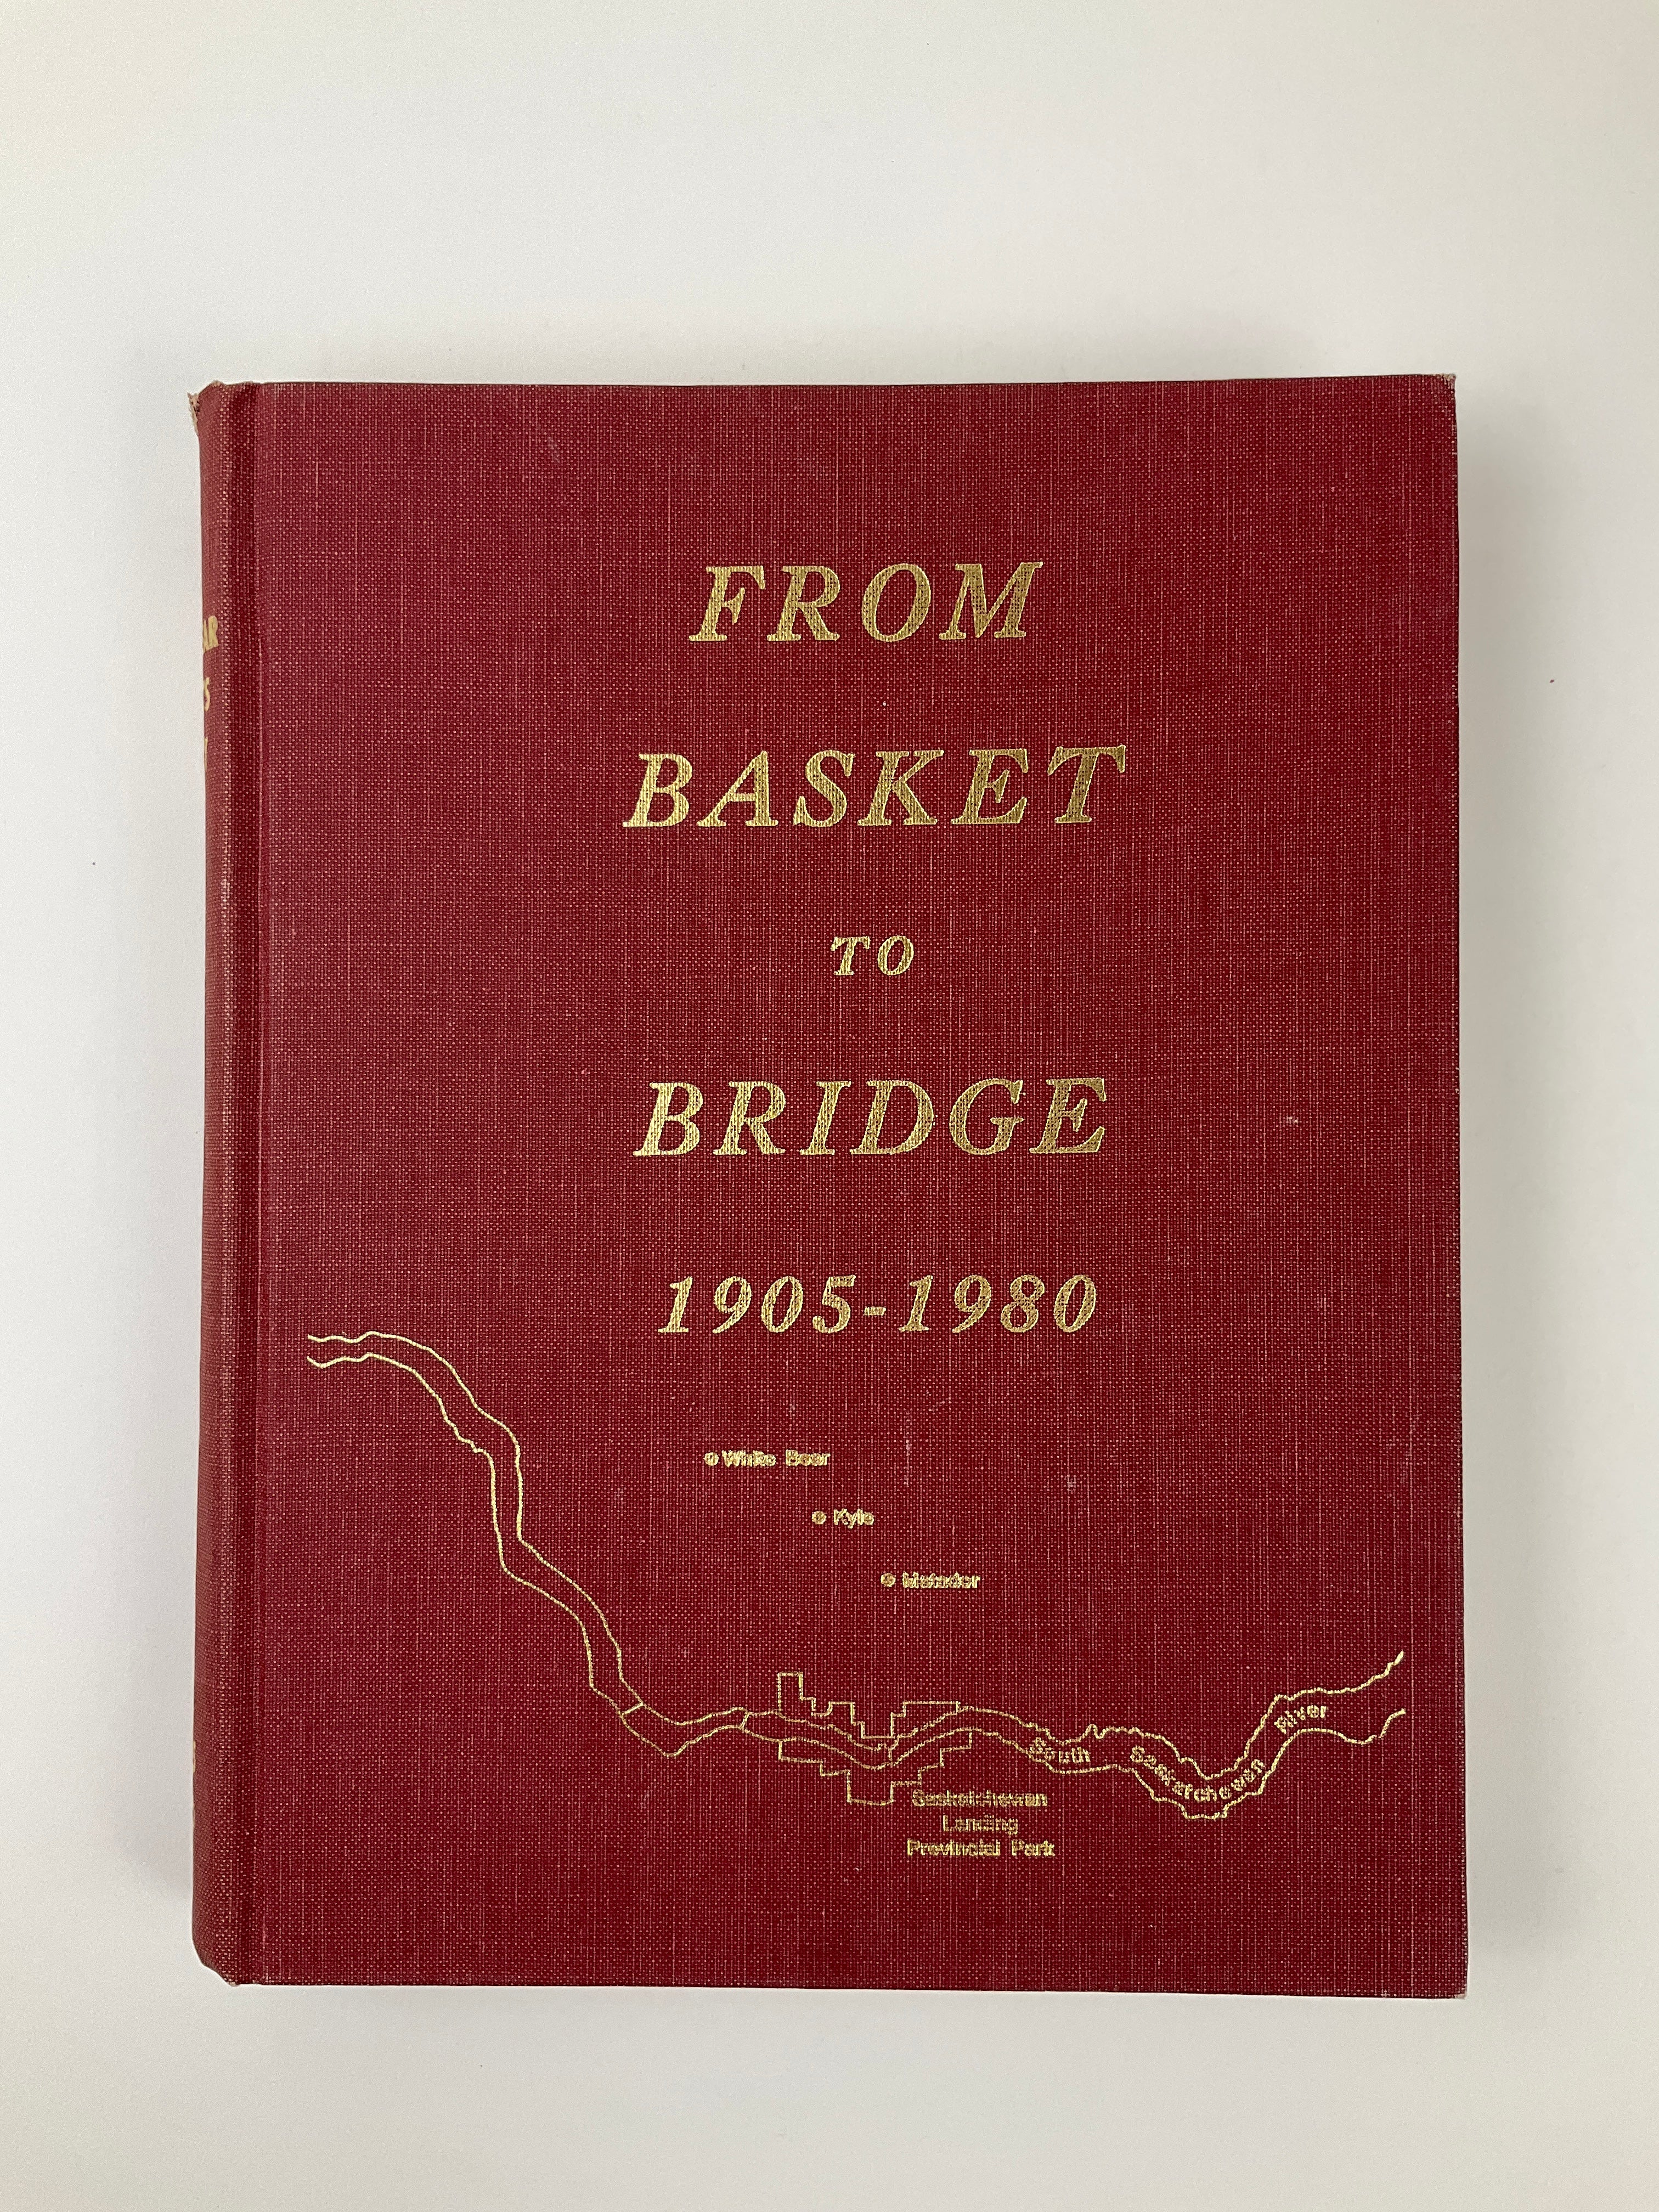 FROM
BASKET
TO
BRIDGE
1905-1980
White Bear
Kyle
Matador
South Saskatchewan River
Saskatchewan
Landing
Provincial Park